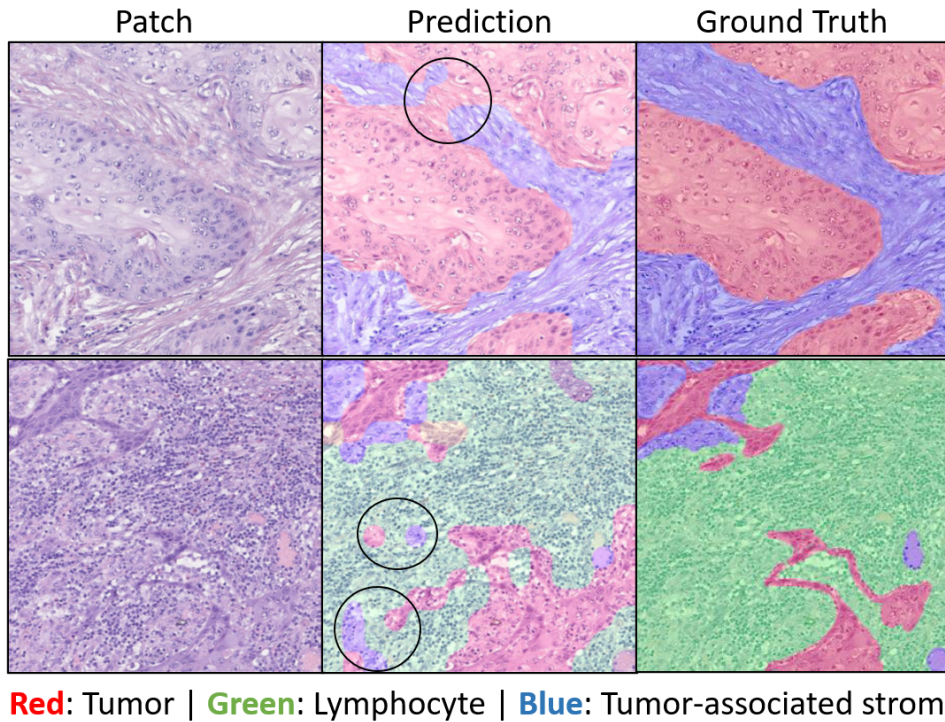 Patch Prediction Ground Truth
Red: Tumor | Green: Lymphocyte | Blue: Tumor-associated strom